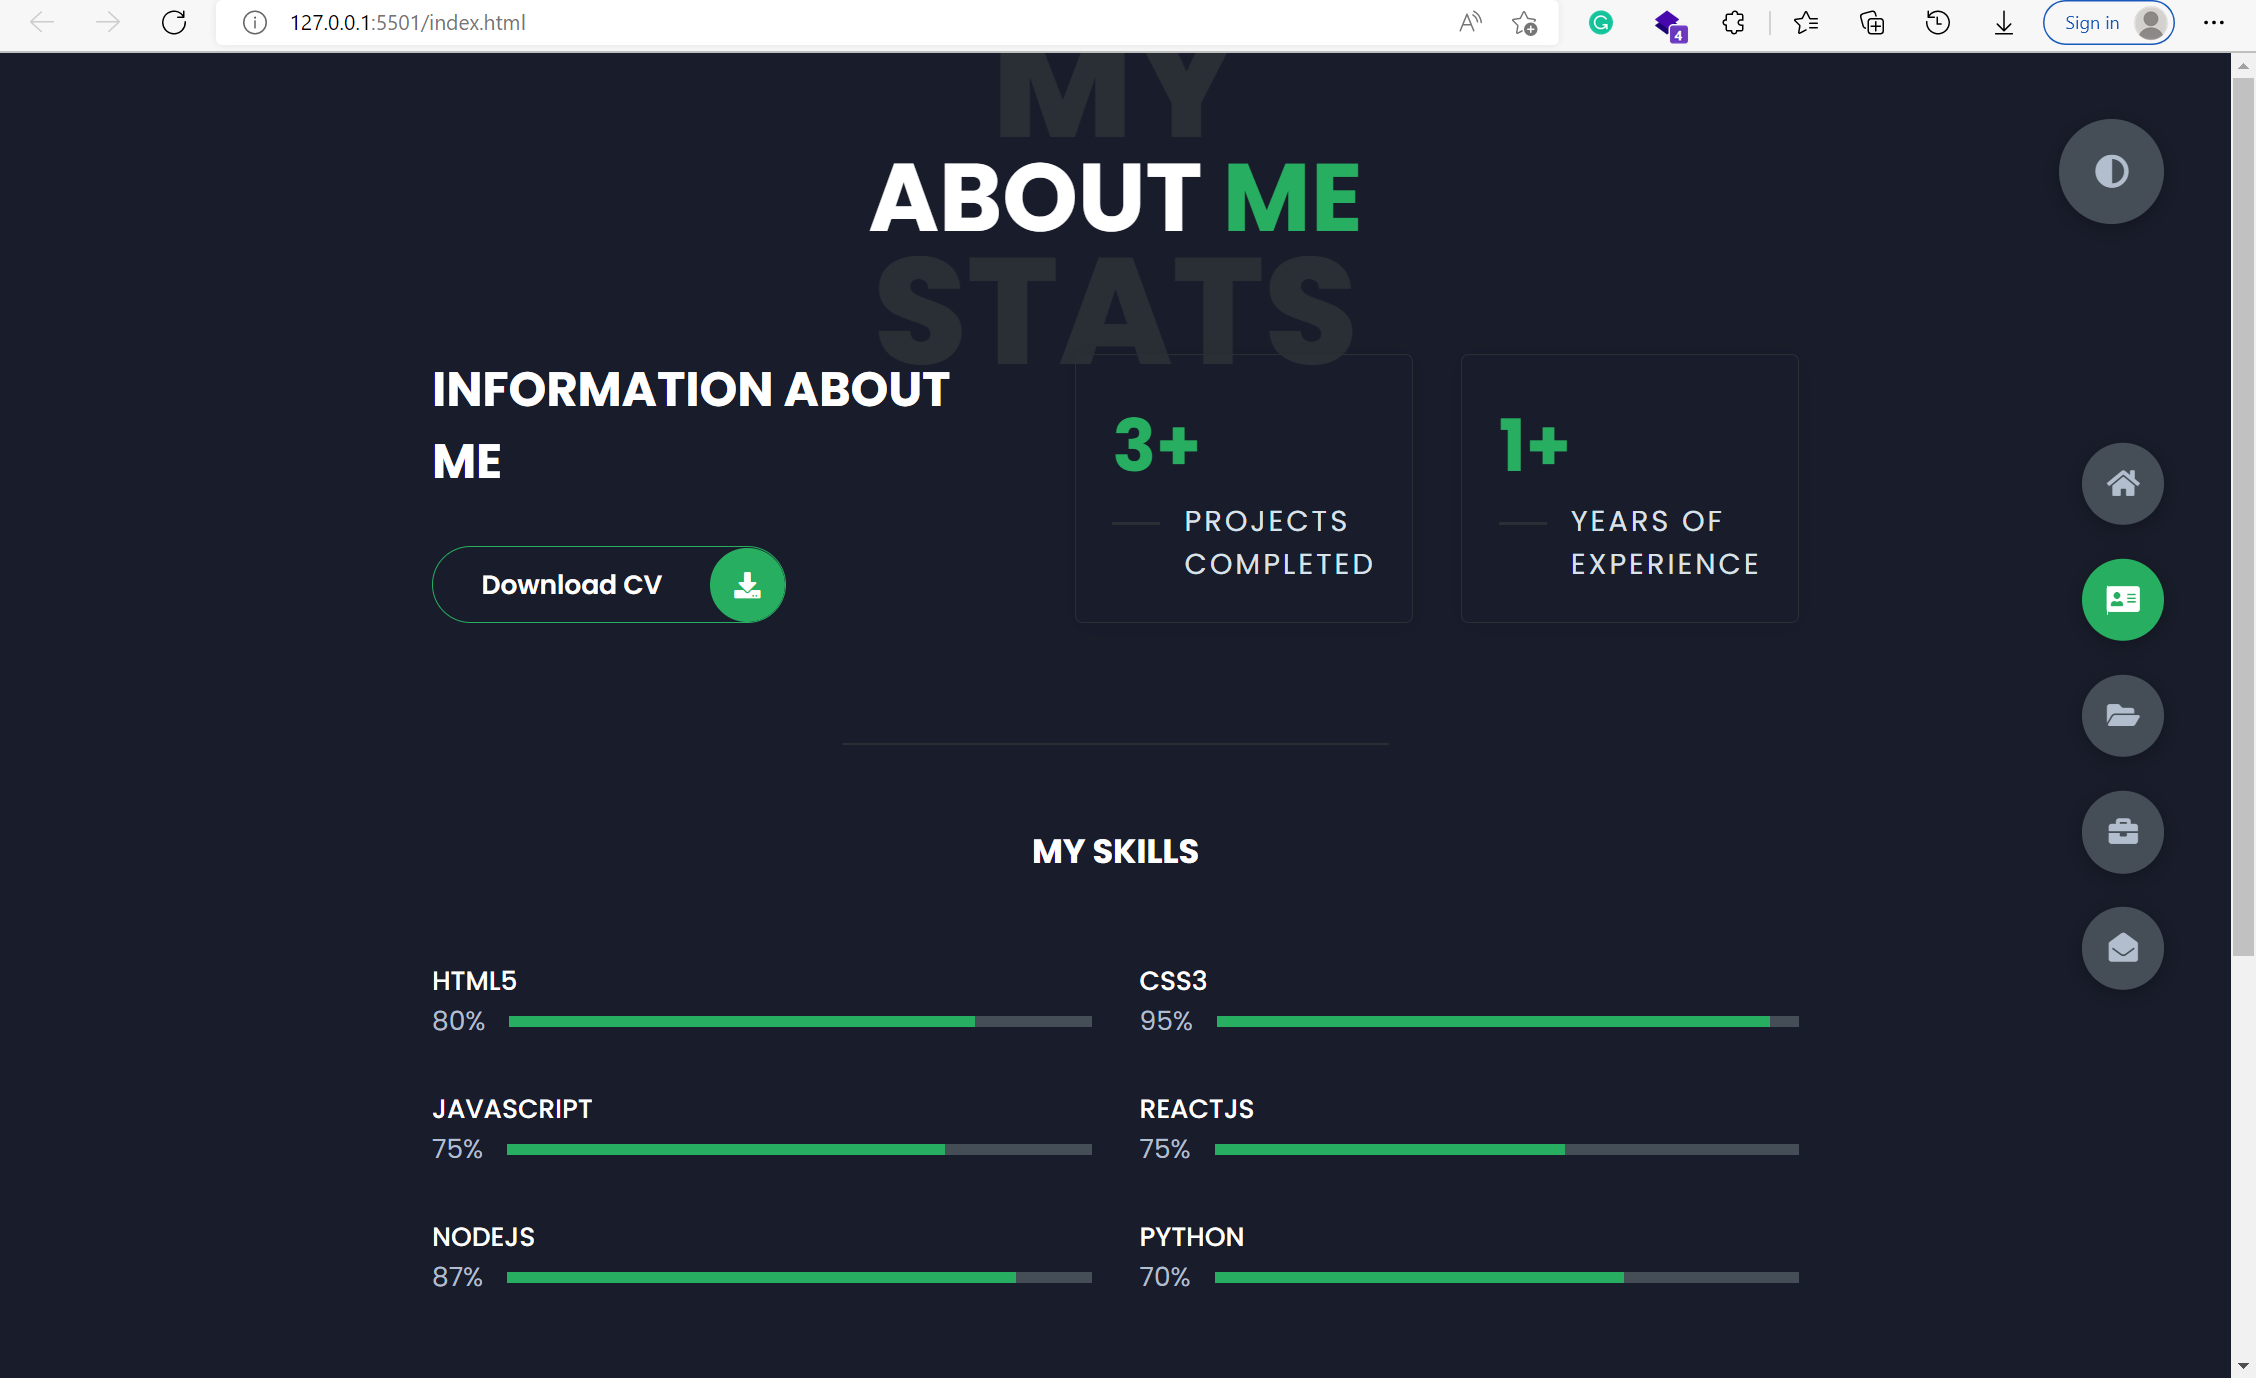 127.0.0.1:5501/index.html
4
Sign in
MY
ABOUT ME
STATS
INFORMATION ABOUT
ME
Download CV
3+
PROJECTS
COMPLETED
1+
YEARS OF
EXPERIENCE
MY SKILLS
HTML5
80%
CSS3
95%
JAVASCRIPT
75%
REACTJS
75%
NODEJS
87%
PYTHON
70%